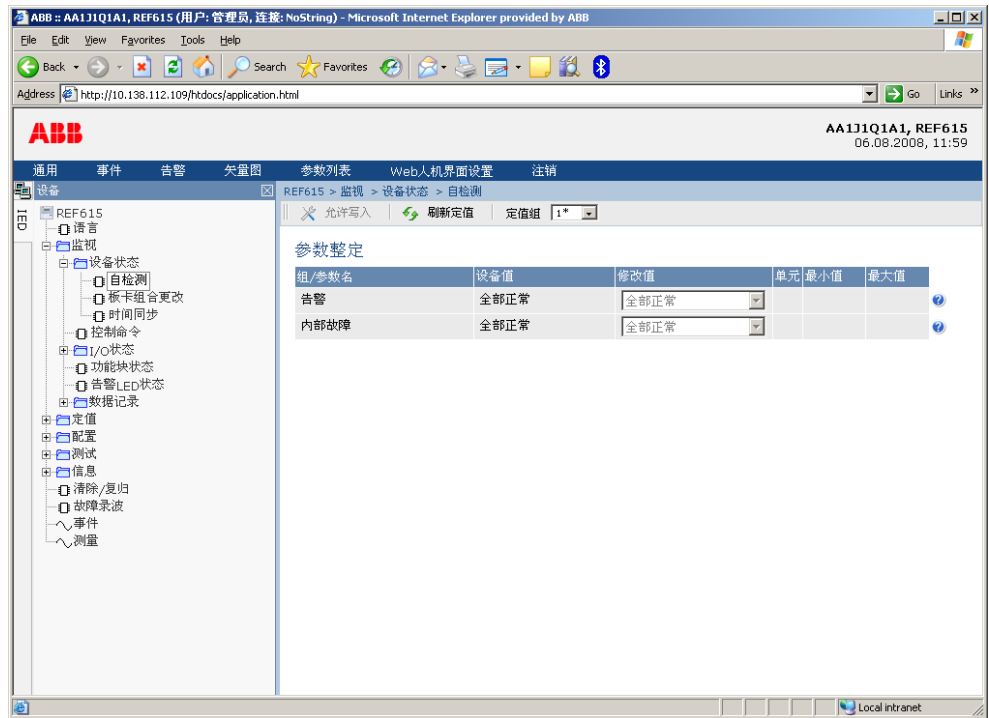 ABB :: AA1J1Q1A1, REF615 (用户: 管理员, 连接: NoString) - Microsoft Internet Explorer provided by ABB
File Edit View Favorites Tools Help
Back Search Favorites
Address http://10.138.112.109/htdocs/application.html Go Links »
ABB
AA1J1Q1A1, REF615
06.08.2008, 11:59
通用 事件 告警 矢量图 参数列表 Web人机界面设置 注销
设备
REF615 > 监视 > 设备状态 > 自检测
IED
允许写入 刷新定值 定值组 1*
REF615
语言
监视
设备状态
自检测
板卡组合更改
时间同步
控制命令
I/O状态
功能块状态
告警LED状态
数据记录
定值
配置
测试
信息
清除/复归
故障录波
事件
测量
参数整定
组/参数名 设备值 修改值 单元 最小值 最大值
告警 全部正常 全部正常
内部故障 全部正常 全部正常
Local intranet